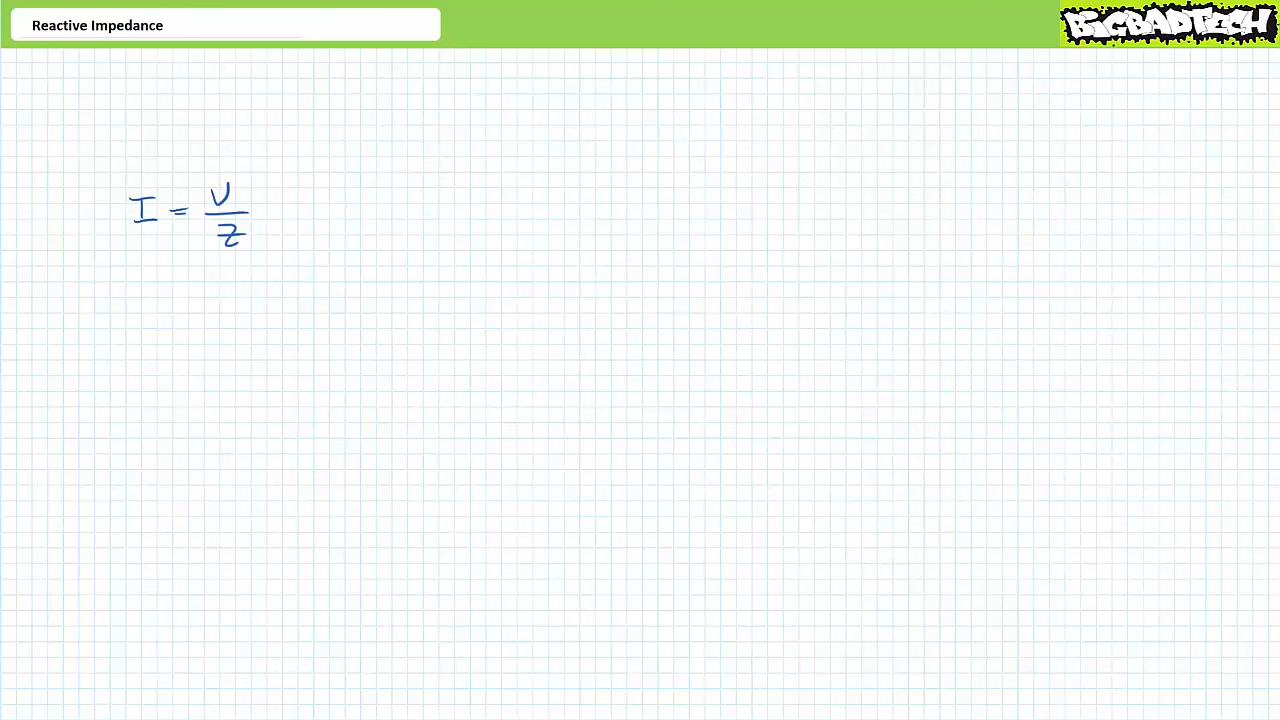 Reactive Impedance
BIGBADTECH
I = V / Z